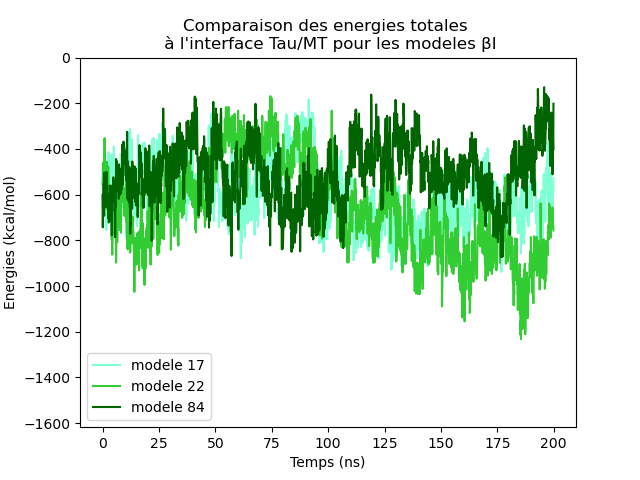 Comparaison des energies totales
à l'interface Tau/MT pour les modeles βI
0
−200
−400
−600
−800
−1000
−1200
−1400
−1600
Energies (kcal/mol)
modele 17
modele 22
modele 84
0 25 50 75 100 125 150 175 200
Temps (ns)